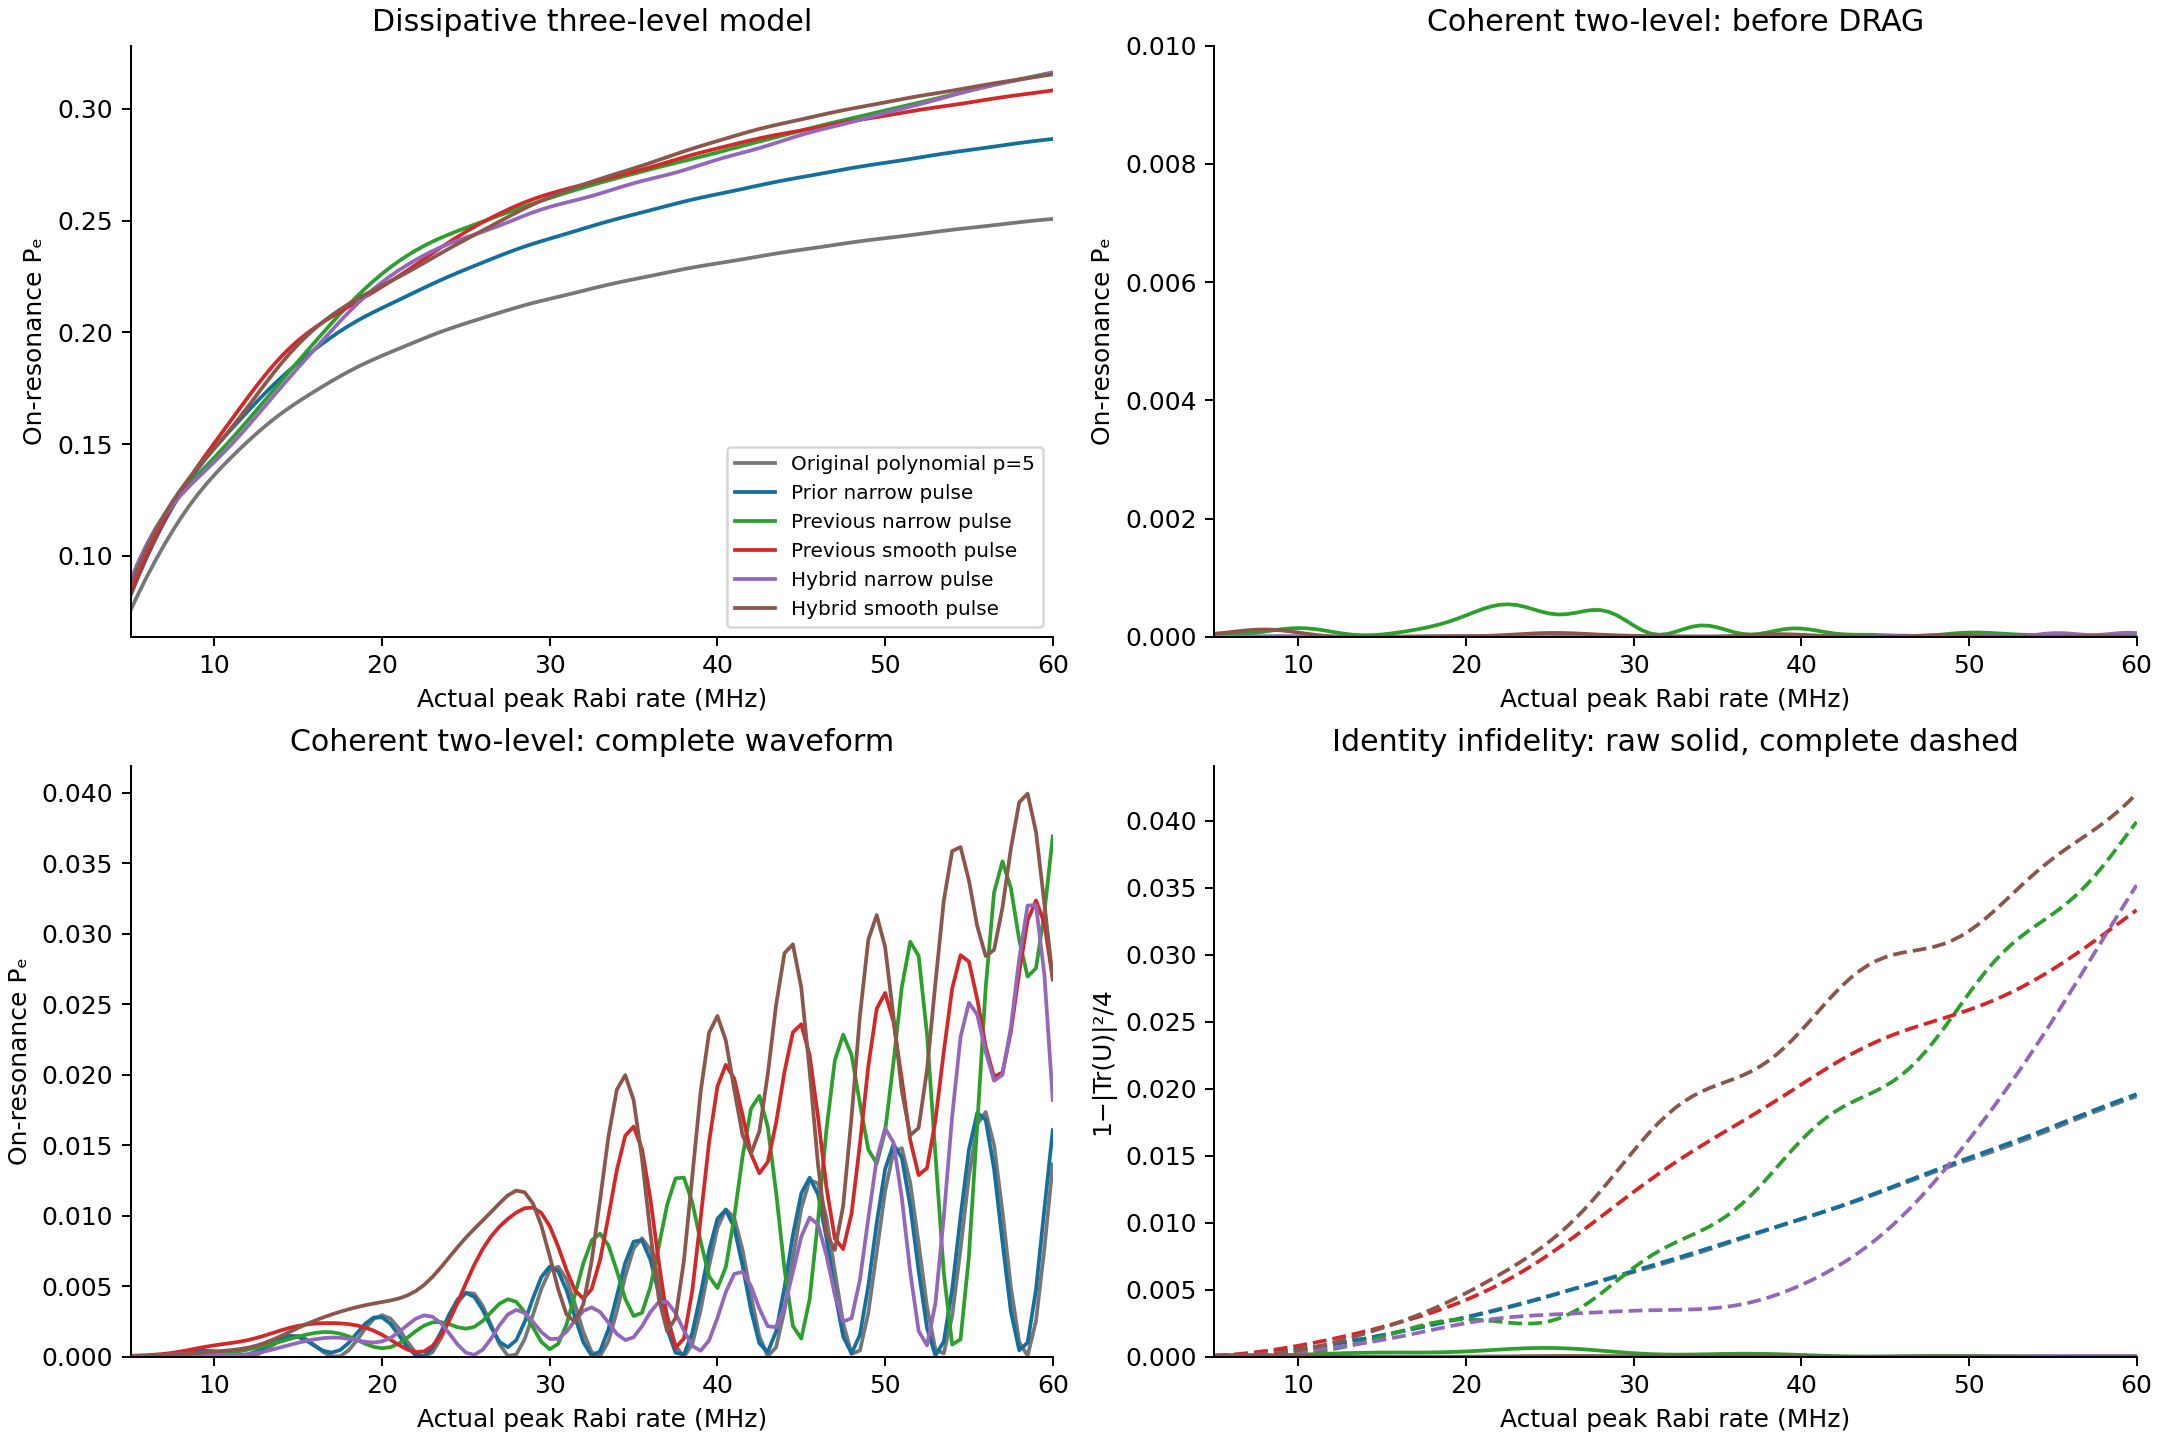 Dissipative three-level model
On-resonance Pₑ
0.30
0.25
0.20
0.15
0.10
Original polynomial p=5
Prior narrow pulse
Previous narrow pulse
Previous smooth pulse
Hybrid narrow pulse
Hybrid smooth pulse
10 20 30 40 50 60
Actual peak Rabi rate (MHz)
Coherent two-level: before DRAG
On-resonance Pₑ
0.010
0.008
0.006
0.004
0.002
0.000
10 20 30 40 50 60
Actual peak Rabi rate (MHz)
Coherent two-level: complete waveform
On-resonance Pₑ
0.040
0.035
0.030
0.025
0.020
0.015
0.010
0.005
0.000
10 20 30 40 50 60
Actual peak Rabi rate (MHz)
Identity infidelity: raw solid, complete dashed
1−|Tr(U)|²/4
0.040
0.035
0.030
0.025
0.020
0.015
0.010
0.005
0.000
10 20 30 40 50 60
Actual peak Rabi rate (MHz)